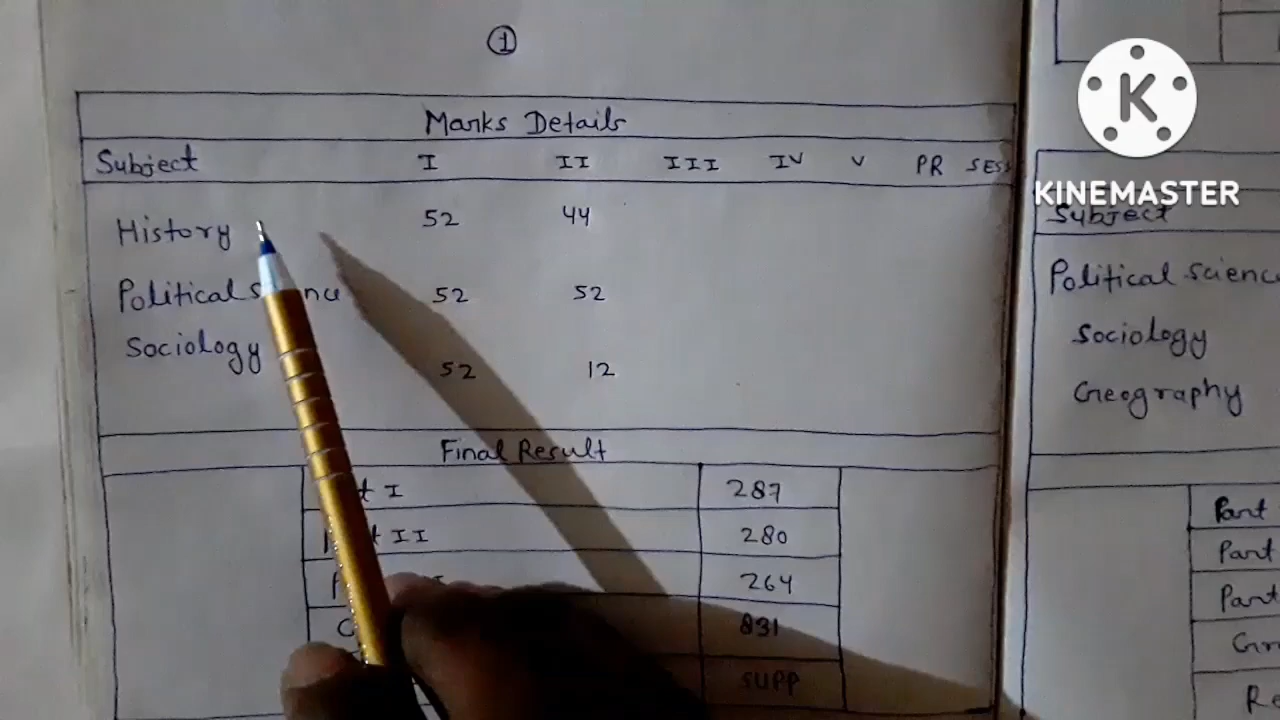 1
Marks Details
Subject I II III IV V PR SESS
History 52 44
Political 52 52
Sociology 52 12
Final Result
I 287
II 280
264
831
SUPP
K
KINEMASTER
Subject
Political Science
Sociology
Geography
Part
Part
Part